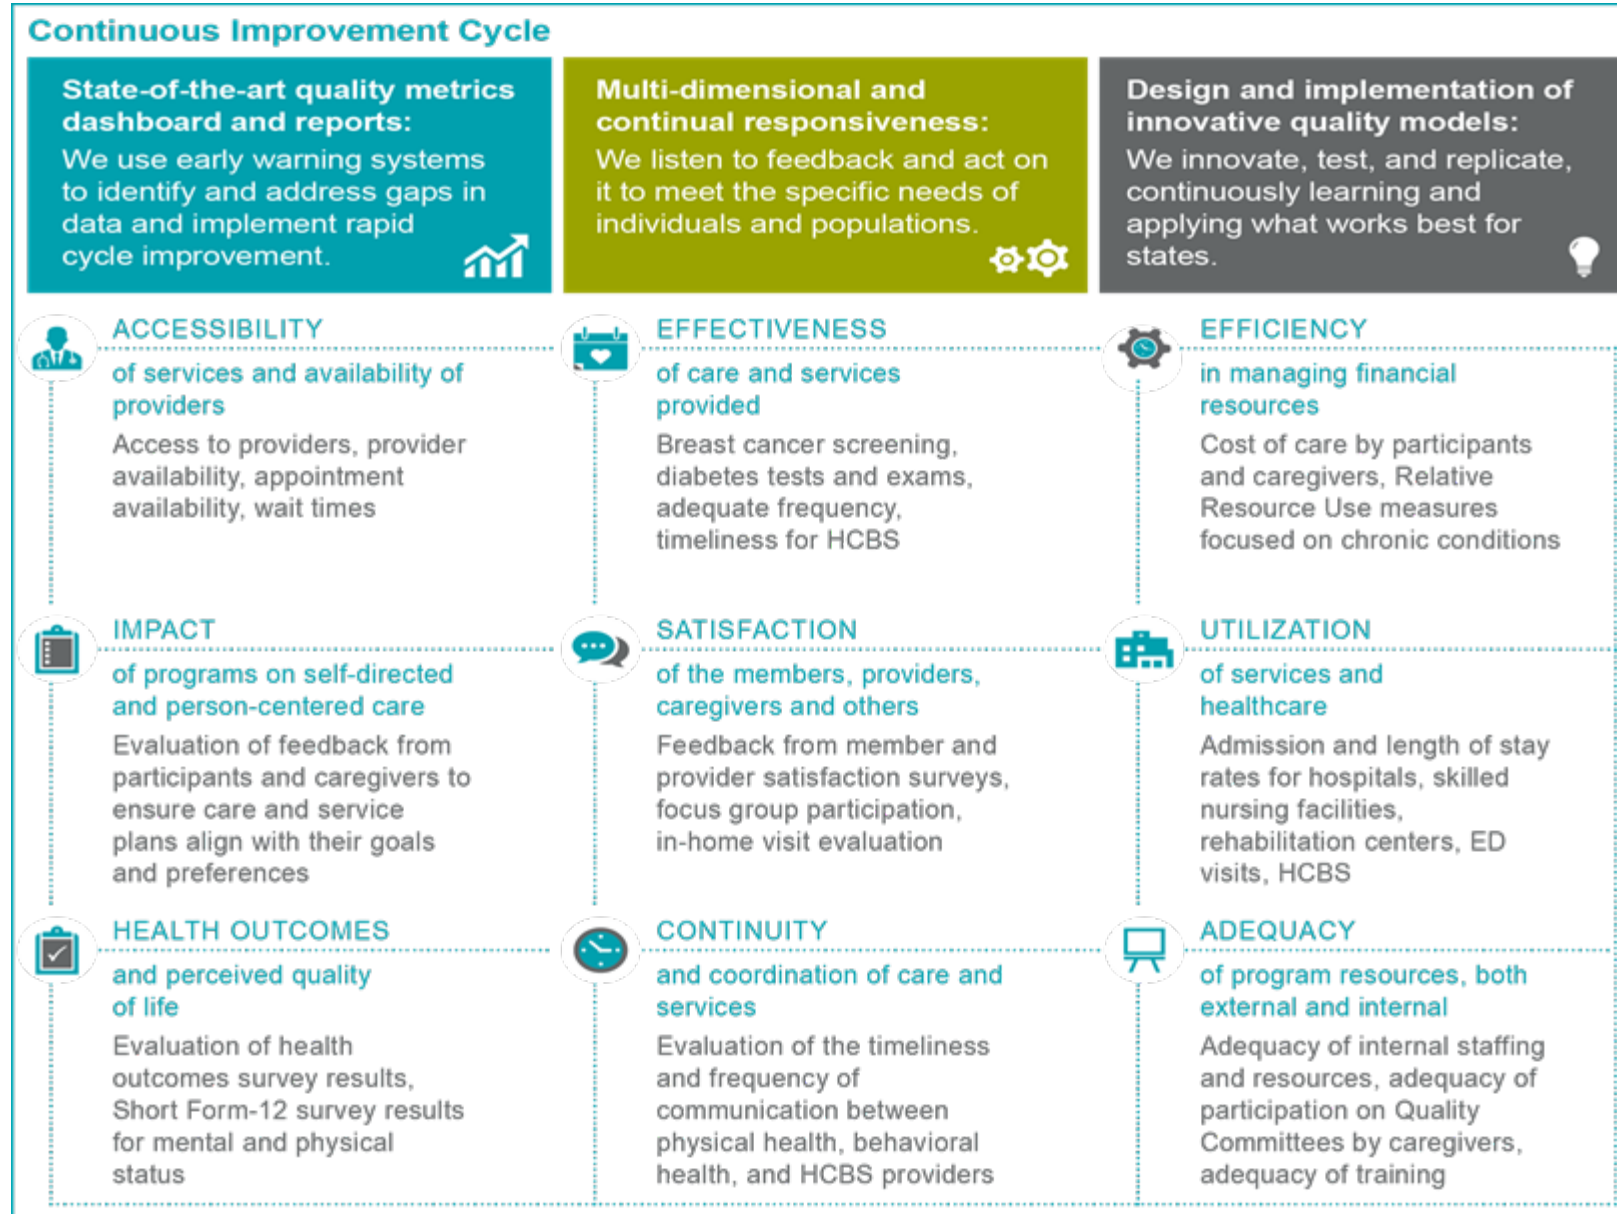 Continuous Improvement Cycle
State-of-the-art quality metrics
dashboard and reports:
We use early warning systems
to identify and address gaps in
data and implement rapid
cycle improvement.
Multi-dimensional and
continual responsiveness:
We listen to feedback and act on
it to meet the specific needs of
individuals and populations.
Design and implementation of
innovative quality models:
We innovate, test, and replicate,
continuously learning and
applying what works best for
states.
ACCESSIBILITY
of services and availability of
providers
Access to providers, provider
availability, appointment
availability, wait times
EFFECTIVENESS
of care and services
provided
Breast cancer screening,
diabetes tests and exams,
adequate frequency,
timeliness for HCBS
EFFICIENCY
in managing financial
resources
Cost of care by participants
and caregivers, Relative
Resource Use measures
focused on chronic conditions
IMPACT
of programs on self-directed
and person-centered care
Evaluation of feedback from
participants and caregivers to
ensure care and service
plans align with their goals
and preferences
SATISFACTION
of the members, providers,
caregivers and others
Feedback from member and
provider satisfaction surveys,
focus group participation,
in-home visit evaluation
UTILIZATION
of services and
healthcare
Admission and length of stay
rates for hospitals, skilled
nursing facilities,
rehabilitation centers, ED
visits, HCBS
HEALTH OUTCOMES
and perceived quality
of life
Evaluation of health
outcomes survey results,
Short Form-12 survey results
for mental and physical
status
CONTINUITY
and coordination of care and
services
Evaluation of the timeliness
and frequency of
communication between
physical health, behavioral
health, and HCBS providers
ADEQUACY
of program resources, both
external and internal
Adequacy of internal staffing
and resources, adequacy of
participation on Quality
Committees by caregivers,
adequacy of training